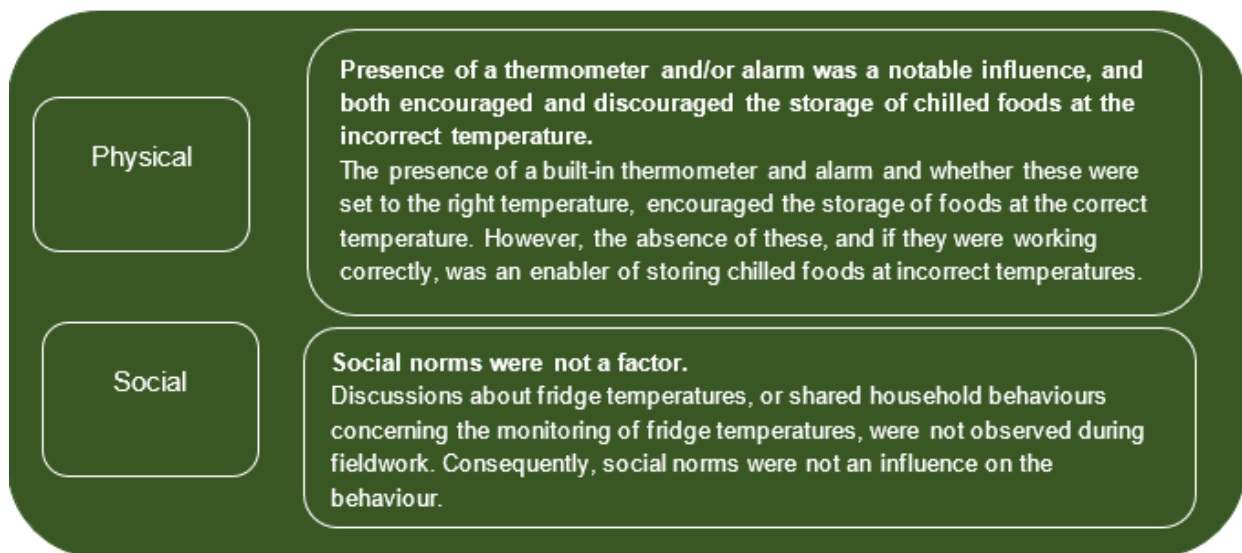 Physical
Presence of a thermometer and/or alarm was a notable influence, and
both encouraged and discouraged the storage of chilled foods at the
incorrect temperature.
The presence of a built-in thermometer and alarm and whether these were
set to the right temperature, encouraged the storage of foods at the correct
temperature. However, the absence of these, and if they were working
correctly, was an enabler of storing chilled foods at incorrect temperatures.
Social
Social norms were not a factor.
Discussions about fridge temperatures, or shared household behaviours
concerning the monitoring of fridge temperatures, were not observed during
fieldwork. Consequently, social norms were not an influence on the
behaviour.